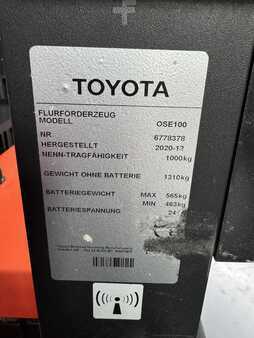 TOYOTA
FLURFORDERZEUG
MODELL OSE100
NR 6778378
HERGESTELLT 2020-12
NENN-TRAGFÄHIGKEIT 1000kg
GEWICHT OHNE BATTERIE 1310kg
BATTERIEGEWICHT MAX 565kg
MIN 463kg
BATTERIESPANNUNG 24